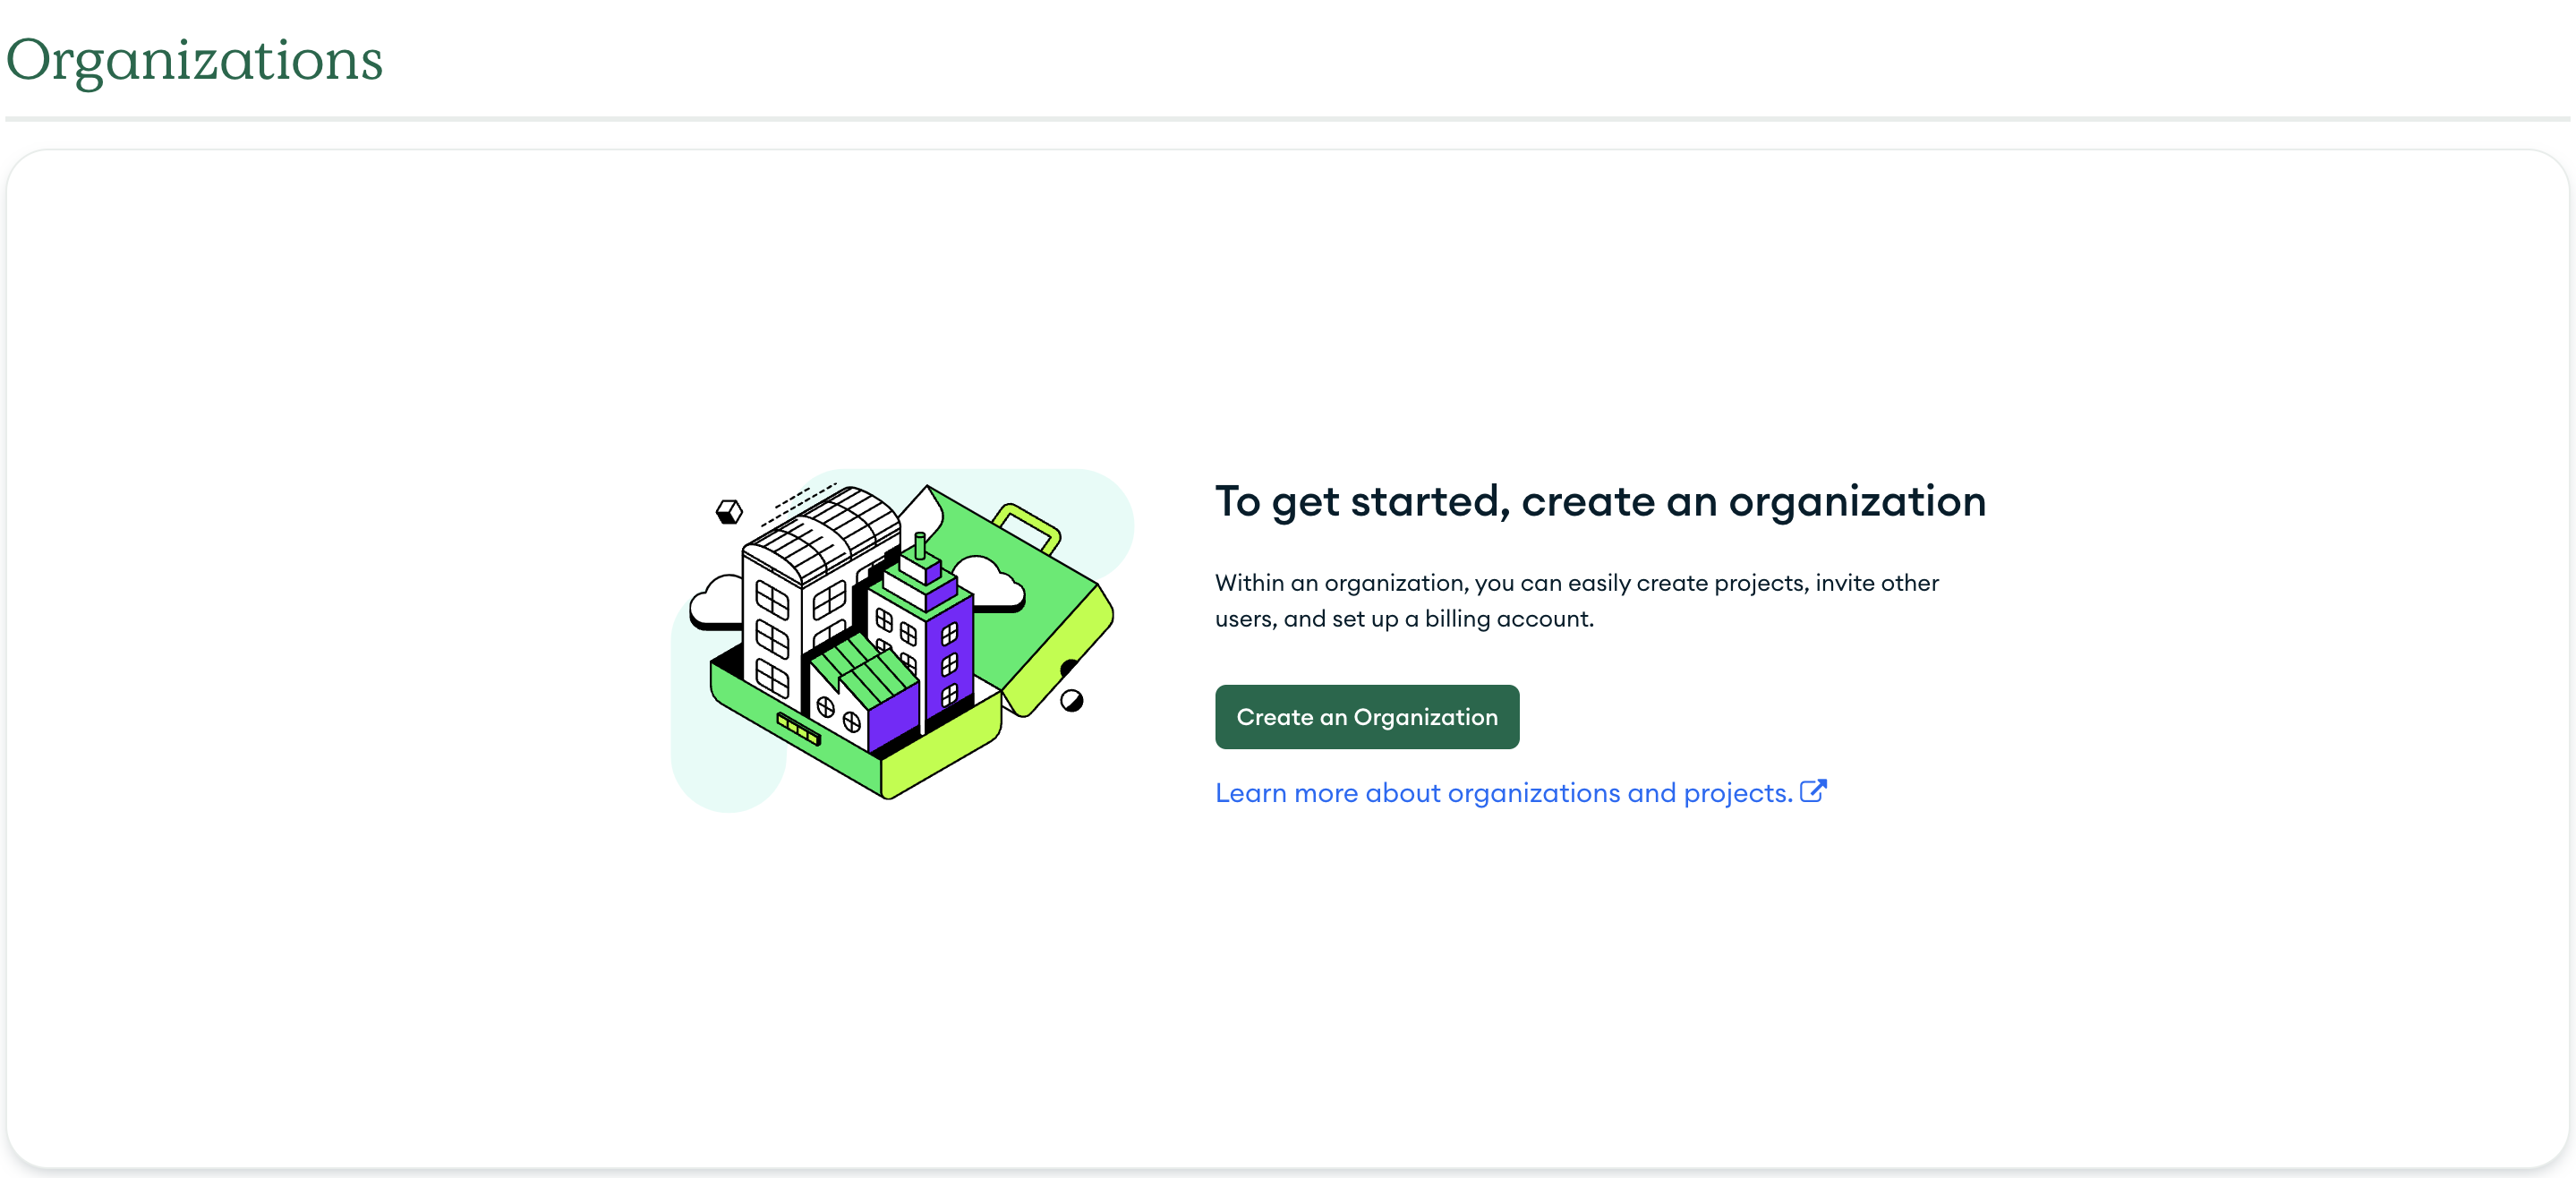 Organizations
To get started, create an organization
Within an organization, you can easily create projects, invite other
users, and set up a billing account.
Create an Organization
Learn more about organizations and projects.